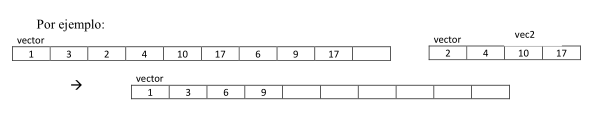 Por ejemplo:
vector
1 3 2 4 10 17 6 9 17
vector vec2
2 4 10 17
→ vector
1 3 6 9